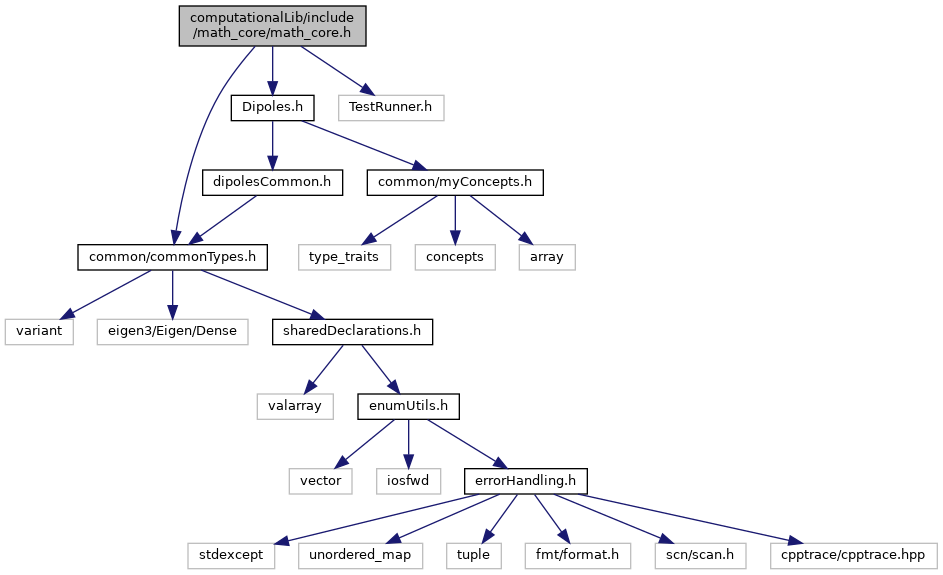 computationalLib/include
/math_core/math_core.h
Dipoles.h
TestRunner.h
dipolesCommon.h
common/myConcepts.h
common/commonTypes.h
type_traits
concepts
array
variant
eigen3/Eigen/Dense
sharedDeclarations.h
valarray
enumUtils.h
vector
iosfwd
errorHandling.h
stdexcept
unordered_map
tuple
fmt/format.h
scn/scan.h
cpptrace/cpptrace.hpp